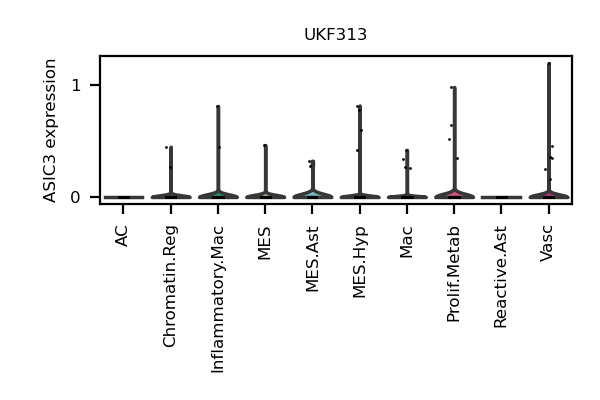 UKF313
ASIC3 expression
1
0
AC
Chromatin.Reg
Inflammatory.Mac
MES
MES.Ast
MES.Hyp
Mac
Prolif.Metab
Reactive.Ast
Vasc